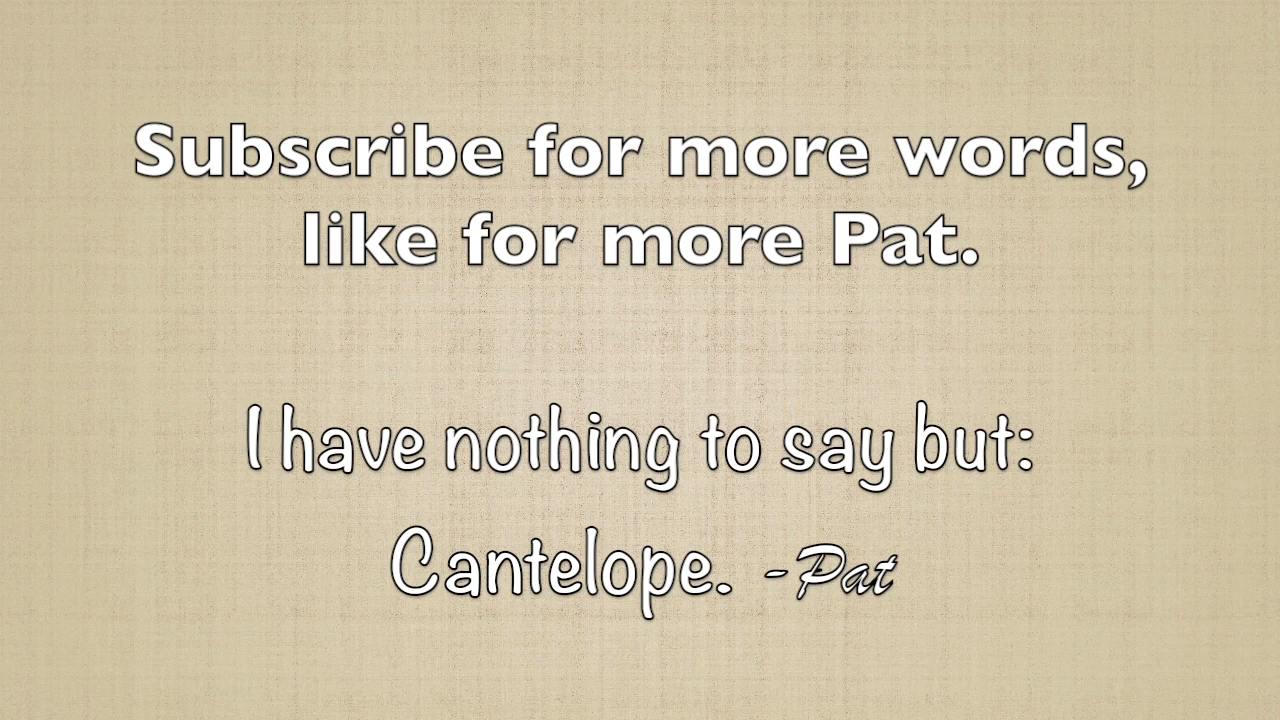 Subscribe for more words,
like for more Pat.
I have nothing to say but:
Cantelope. -Pat